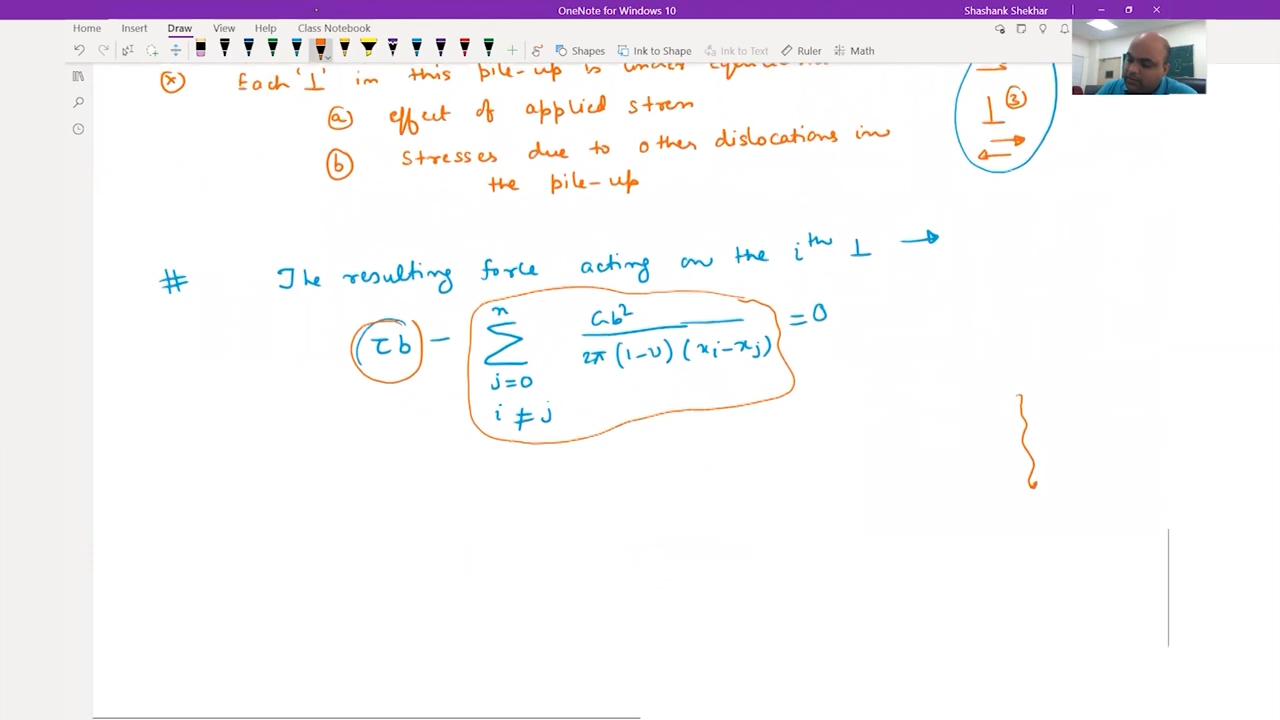 OneNote for Windows 10
Shashank Shekhar
Home Insert Draw View Help Class Notebook
Shapes Ink to Shape Ink to Text Ruler Math
(x) Each '⊥' in this pile-up is under
(a) effect of applied stress
(b) stresses due to other dislocations in
the pile-up
⊥ (3)
# The resulting force acting on the iᵗʰ ⊥ →
τb - Σ (j=0, i≠j to n) Gb² / 2π(1-ν)(xᵢ-xⱼ) = 0